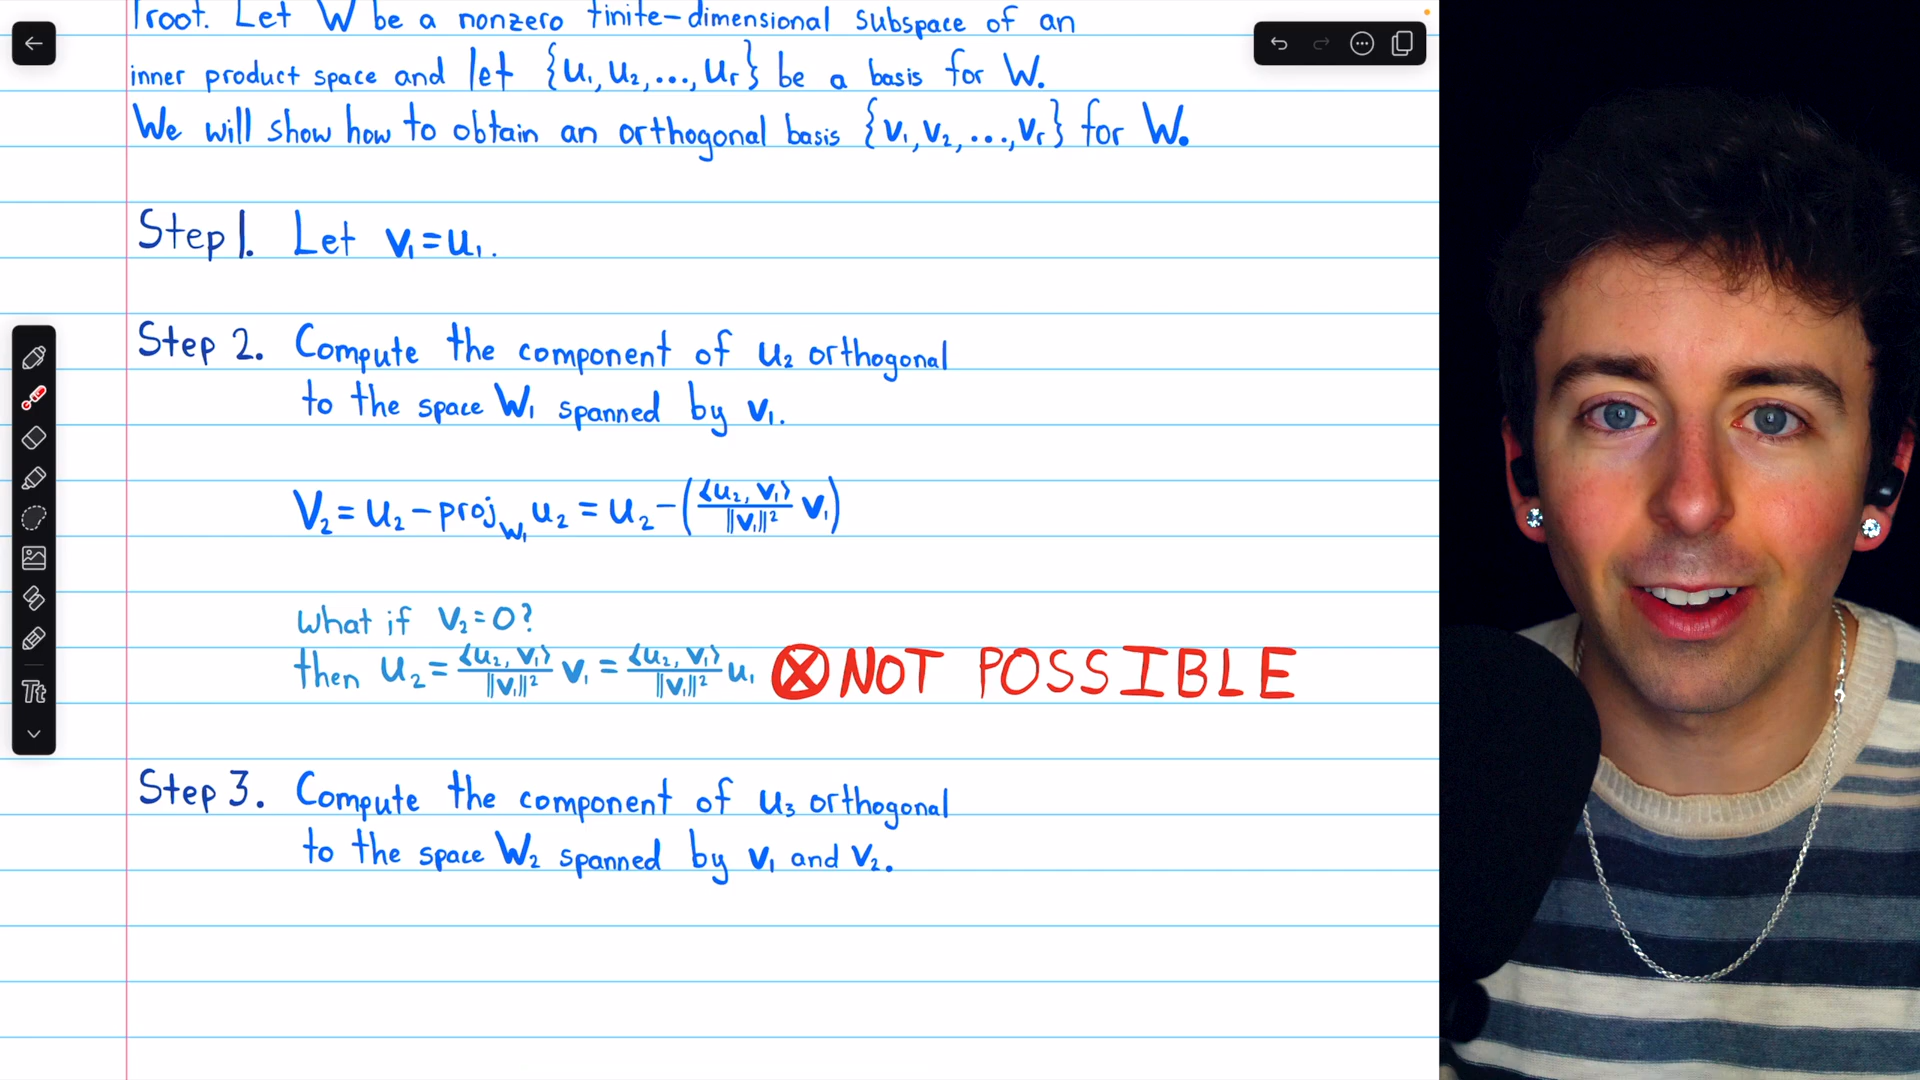 Proof. Let W be a nonzero finite-dimensional subspace of an
inner product space and let {u₁, u₂, ..., uᵣ} be a basis for W.
We will show how to obtain an orthogonal basis {v₁, v₂, ..., vᵣ} for W.
Step 1. Let v₁ = u₁.
Step 2. Compute the component of u₂ orthogonal
to the space W₁ spanned by v₁.
V₂ = u₂ - proj_W₁ u₂ = u₂ - (⟨u₂, v₁⟩/‖v₁‖² v₁)
What if v₂ = 0?
then u₂ = ⟨u₂, v₁⟩/‖v₁‖² v₁ = ⟨u₂, v₁⟩/‖v₁‖² u₁ ⊗ NOT POSSIBLE
Step 3. Compute the component of u₃ orthogonal
to the space W₂ spanned by v₁ and v₂.
Tt